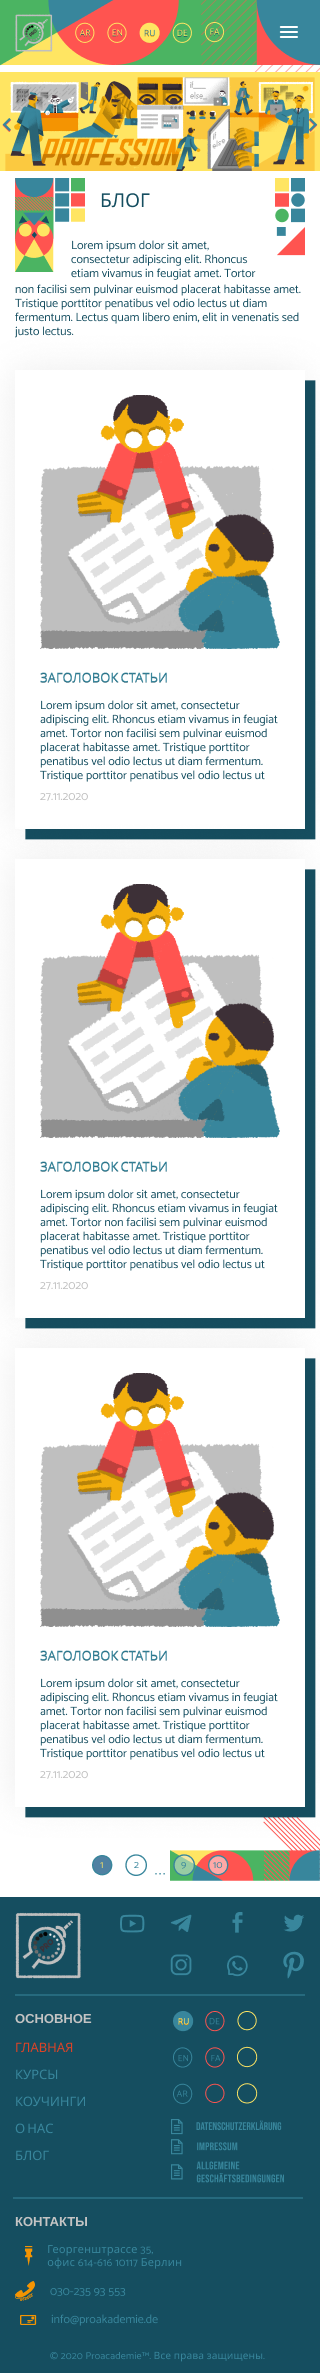 AR EN RU DE FA
PROFESSION
else
else
БЛОГ
Lorem ipsum dolor sit amet,
consectetur adipiscing elit. Rhoncus
etiam vivamus in feugiat amet. Tortor
non facilisi sem pulvinar euismod placerat habitasse amet.
Tristique porttitor penatibus vel odio lectus ut diam
fermentum. Lectus quam libero enim, elit in venenatis sed
justo lectus.
ЗАГОЛОВОК СТАТЬИ
Lorem ipsum dolor sit amet, consectetur
adipiscing elit. Rhoncus etiam vivamus in feugiat
amet. Tortor non facilisi sem pulvinar euismod
placerat habitasse amet. Tristique porttitor
penatibus vel odio lectus ut diam fermentum.
Tristique porttitor penatibus vel odio lectus ut
27.11.2020
ЗАГОЛОВОК СТАТЬИ
Lorem ipsum dolor sit amet, consectetur
adipiscing elit. Rhoncus etiam vivamus in feugiat
amet. Tortor non facilisi sem pulvinar euismod
placerat habitasse amet. Tristique porttitor
penatibus vel odio lectus ut diam fermentum.
Tristique porttitor penatibus vel odio lectus ut
27.11.2020
ЗАГОЛОВОК СТАТЬИ
Lorem ipsum dolor sit amet, consectetur
adipiscing elit. Rhoncus etiam vivamus in feugiat
amet. Tortor non facilisi sem pulvinar euismod
placerat habitasse amet. Tristique porttitor
penatibus vel odio lectus ut diam fermentum.
Tristique porttitor penatibus vel odio lectus ut
27.11.2020
1 2 ... 9 10
ОСНОВНОЕ
ГЛАВНАЯ
КУРСЫ
КОУЧИНГИ
О НАС
БЛОГ
RU DE
EN FA
AR
DATENSCHUTZERKLÄRUNG
IMPRESSUM
ALLGEMEINE
GESCHÄFTSBEDINGUNGEN
КОНТАКТЫ
Георгенштрассе 35,
офис 614-616 10117 Берлин
030-235 93 553
info@proakademie.de
© 2020 Proacademie™. Все права защищены.